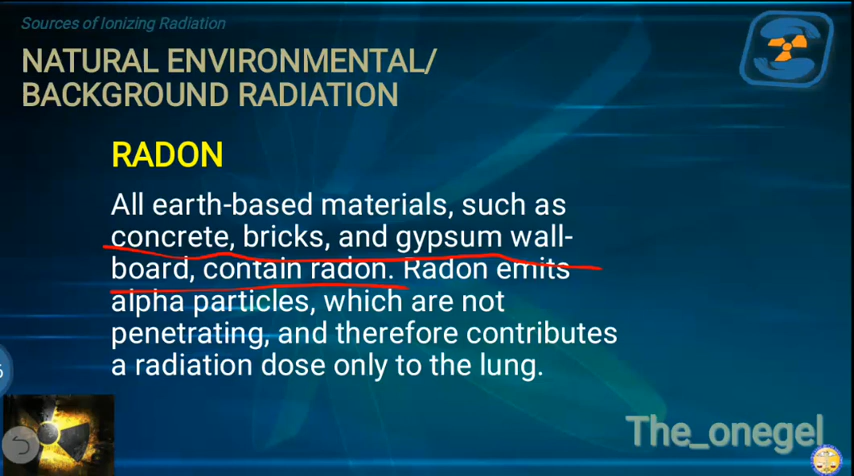 Sources of Ionizing Radiation
NATURAL ENVIRONMENTAL/
BACKGROUND RADIATION
RADON
All earth-based materials, such as
concrete, bricks, and gypsum wall-
board, contain radon. Radon emits
alpha particles, which are not
penetrating, and therefore contributes
a radiation dose only to the lung.
The_onegel